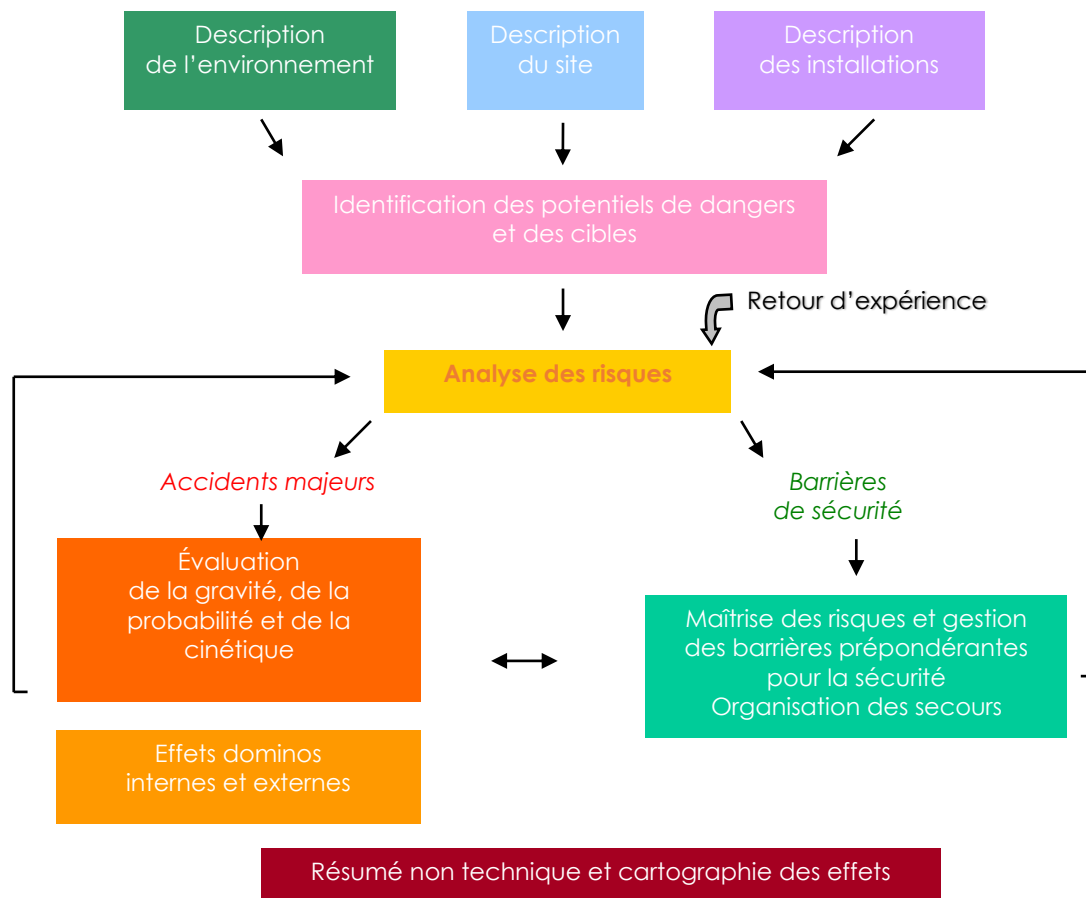 Description
de l'environnement
Description
du site
Description
des installations
Identification des potentiels de dangers
et des cibles
Retour d'expérience
Analyse des risques
Accidents majeurs
Barrières
de sécurité
Évaluation
de la gravité, de la
probabilité et de la
cinétique
Maîtrise des risques et gestion
des barrières prépondérantes
pour la sécurité
Organisation des secours
Effets dominos
internes et externes
Résumé non technique et cartographie des effets